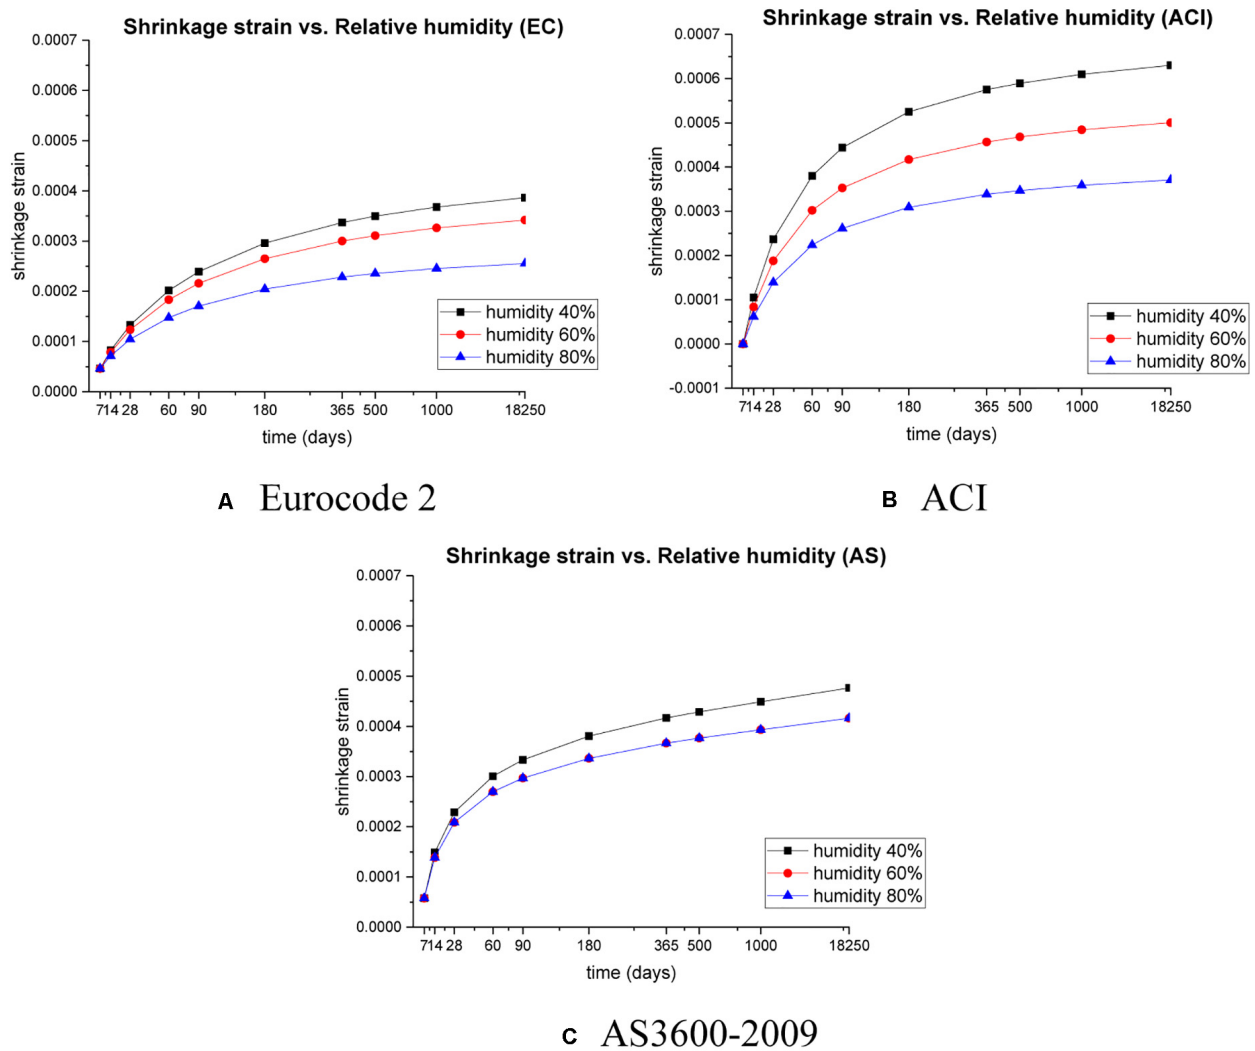 Shrinkage strain vs. Relative humidity (EC)
0.0007
0.0006
0.0005
0.0004
0.0003
0.0002
0.0001
0.0000
shrinkage strain
humidity 40%
humidity 60%
humidity 80%
7 14 28 60 90 180 365 500 1000 18250
time (days)
A Eurocode 2
Shrinkage strain vs. Relative humidity (ACI)
0.0007
0.0006
0.0005
0.0004
0.0003
0.0002
0.0001
0.0000
-0.0001
shrinkage strain
humidity 40%
humidity 60%
humidity 80%
7 14 28 60 90 180 365 500 1000 18250
time (days)
B ACI
Shrinkage strain vs. Relative humidity (AS)
0.0007
0.0006
0.0005
0.0004
0.0003
0.0002
0.0001
0.0000
shrinkage strain
humidity 40%
humidity 60%
humidity 80%
7 14 28 60 90 180 365 500 1000 18250
time (days)
C AS3600-2009